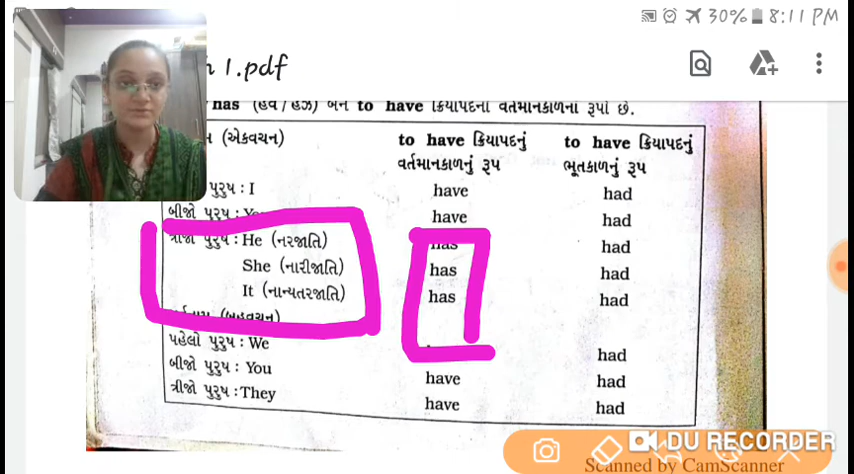 30% 8:11 PM
1.pdf
has (હેવ / હેઝ) બંને to have ક્રિયાપદના વર્તમાનકાળનાં રૂપો છે.
(એકવચન) to have ક્રિયાપદનું to have ક્રિયાપદનું
વર્તમાનકાળનું રૂપ ભૂતકાળનું રૂપ
પુરુષ : I have had
બીજો પુરુષ : You have had
ત્રીજો પુરુષ : He (નરજાતિ) has had
She (નારીજાતિ) has had
It (નાન્યતરજાતિ) has had
(બહુવચન)
પહેલો પુરુષ : We had
બીજો પુરુષ : You have had
ત્રીજો પુરુષ : They have had
DU RECORDER
Scanned by CamScanner